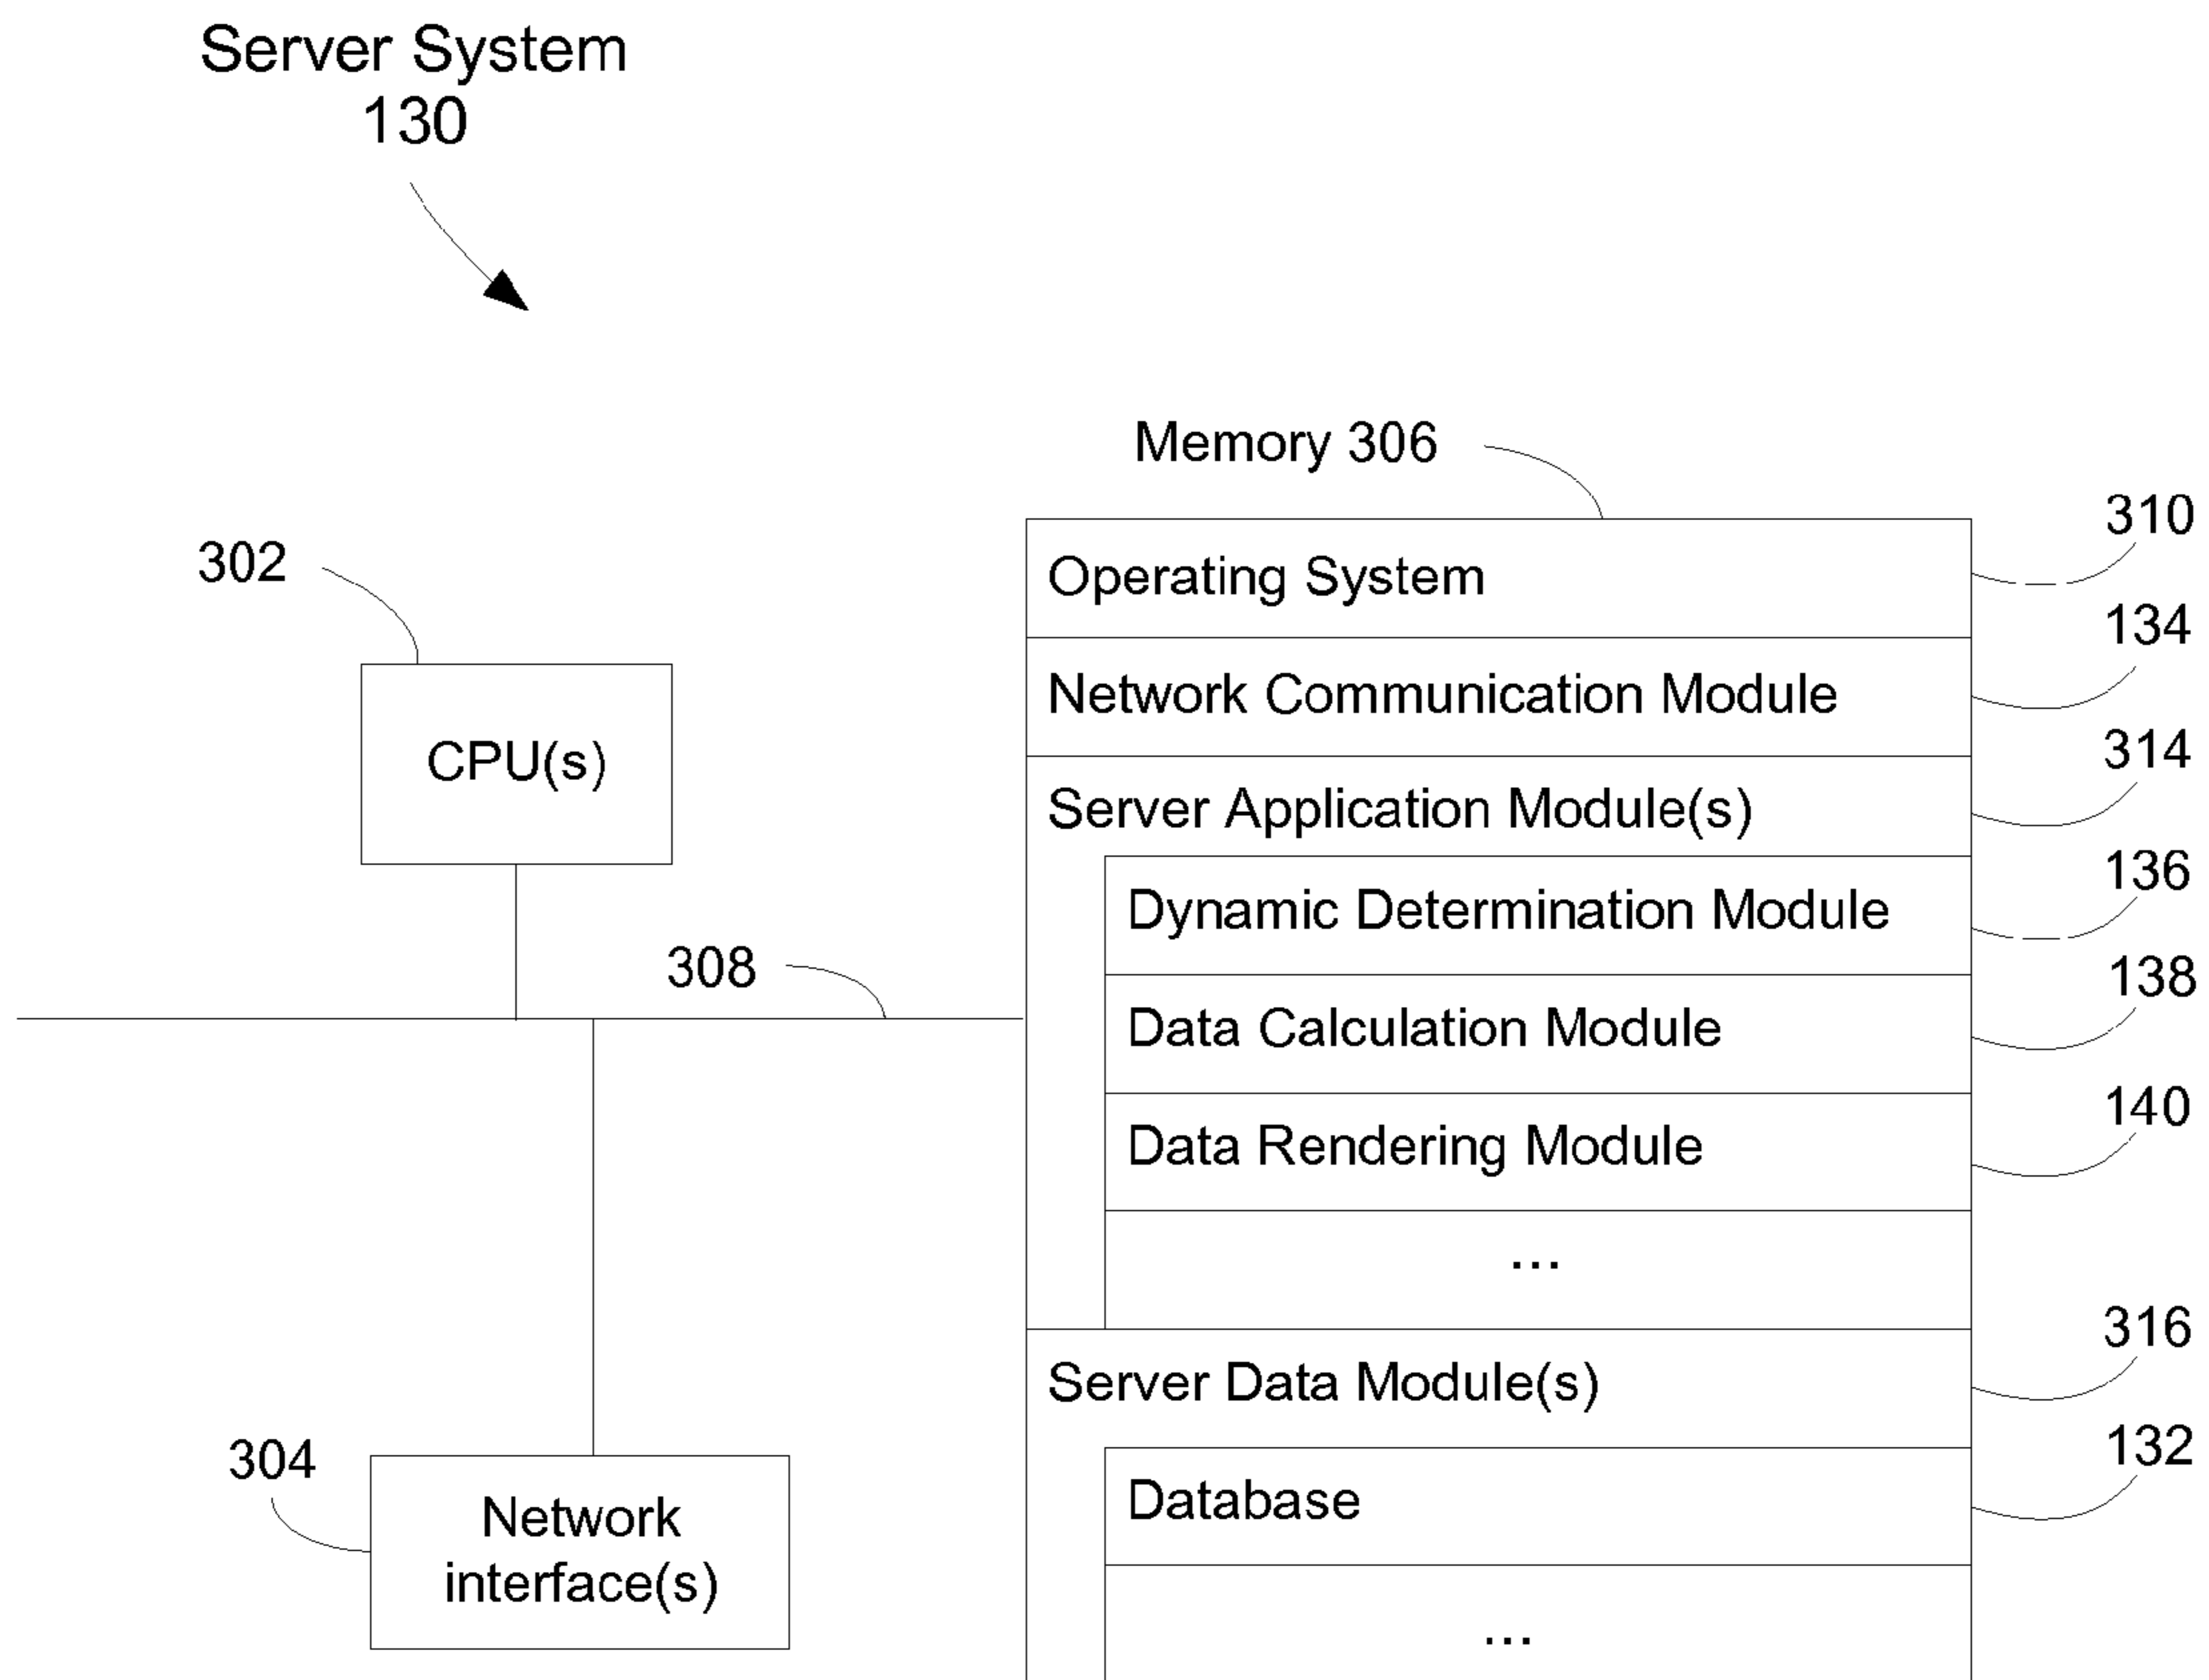 Server System
130
Memory 306
310
302
Operating System
134
Network Communication Module
314
CPU(s)
Server Application Module(s)
136
Dynamic Determination Module
308
138
Data Calculation Module
140
Data Rendering Module
...
316
Server Data Module(s)
132
304
Database
Network
interface(s)
...